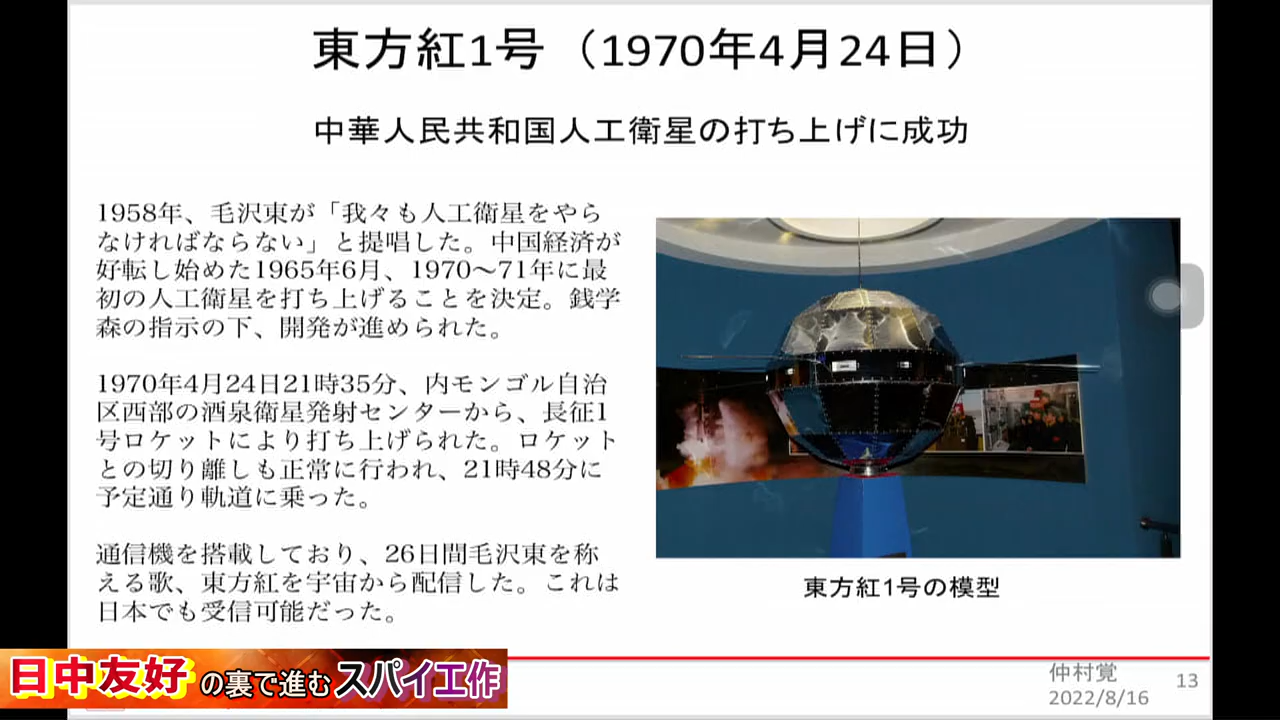 東方紅1号（1970年4月24日）
中華人民共和国人工衛星の打ち上げに成功
1958年、毛沢東が「我々も人工衛星をやら
なければならない」と提唱した。中国経済が
好転し始めた1965年6月、1970～71年に最
初の人工衛星を打ち上げることを決定。銭学
森の指示の下、開発が進められた。
1970年4月24日21時35分、内モンゴル自治
区西部の酒泉衛星発射センターから、長征1
号ロケットにより打ち上げられた。ロケット
との切り離しも正常に行われ、21時48分に
予定通り軌道に乗った。
通信機を搭載しており、26日間毛沢東を称
える歌、東方紅を宇宙から配信した。これは
日本でも受信可能だった。
東方紅1号の模型
日中友好の裏で進むスパイ工作
仲村覚
2022/8/16
13